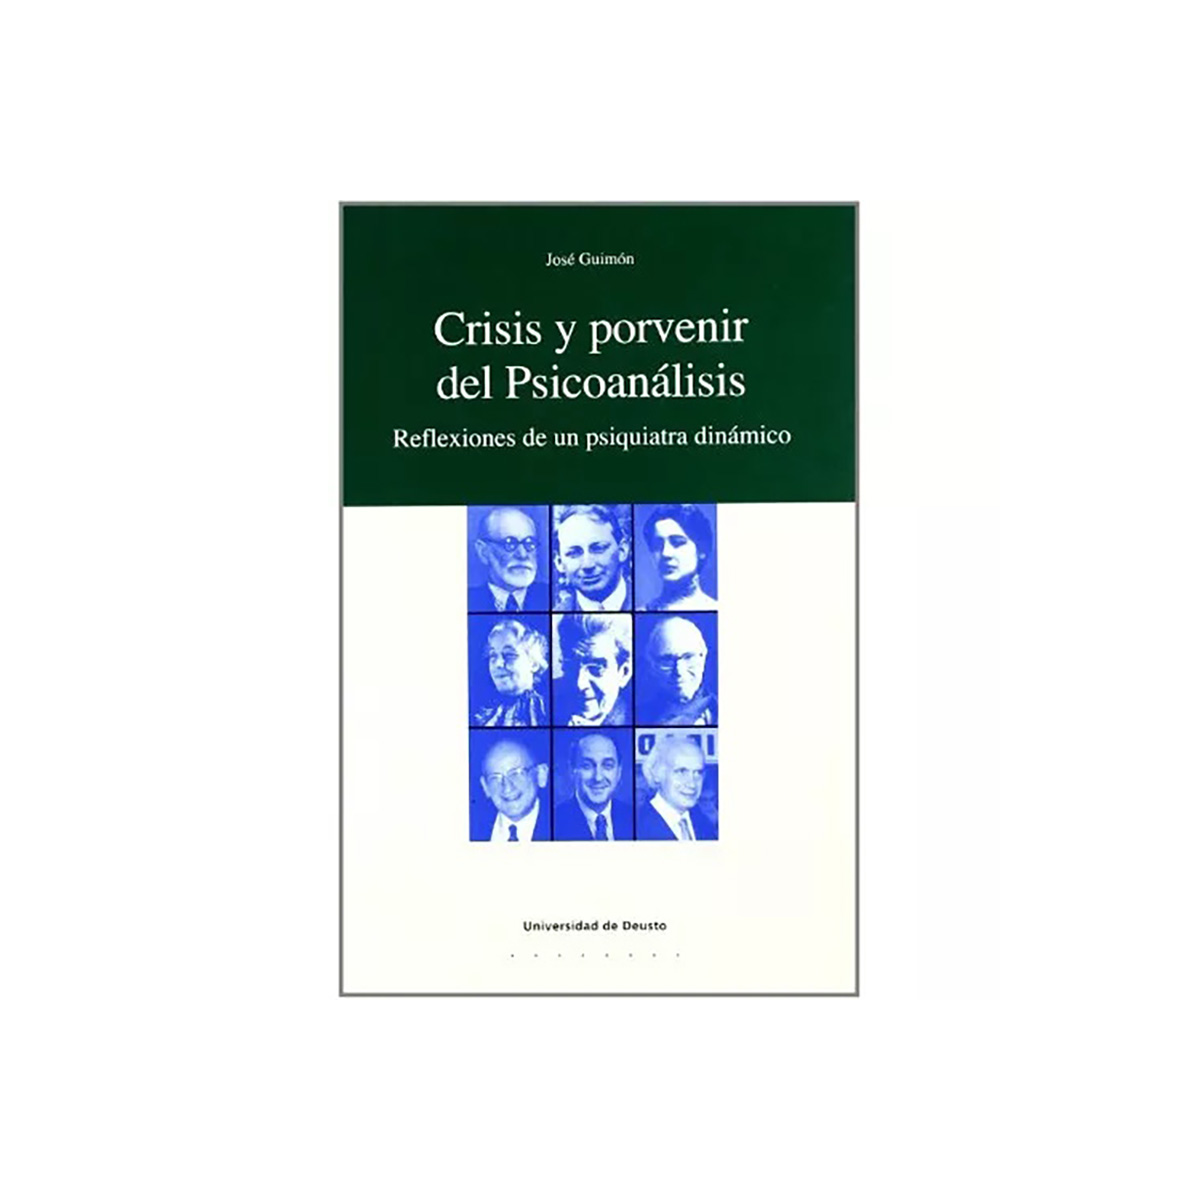 José Guimón
Crisis y porvenir
del Psicoanálisis
Reflexiones de un psiquiatra dinámico
Universidad de Deusto